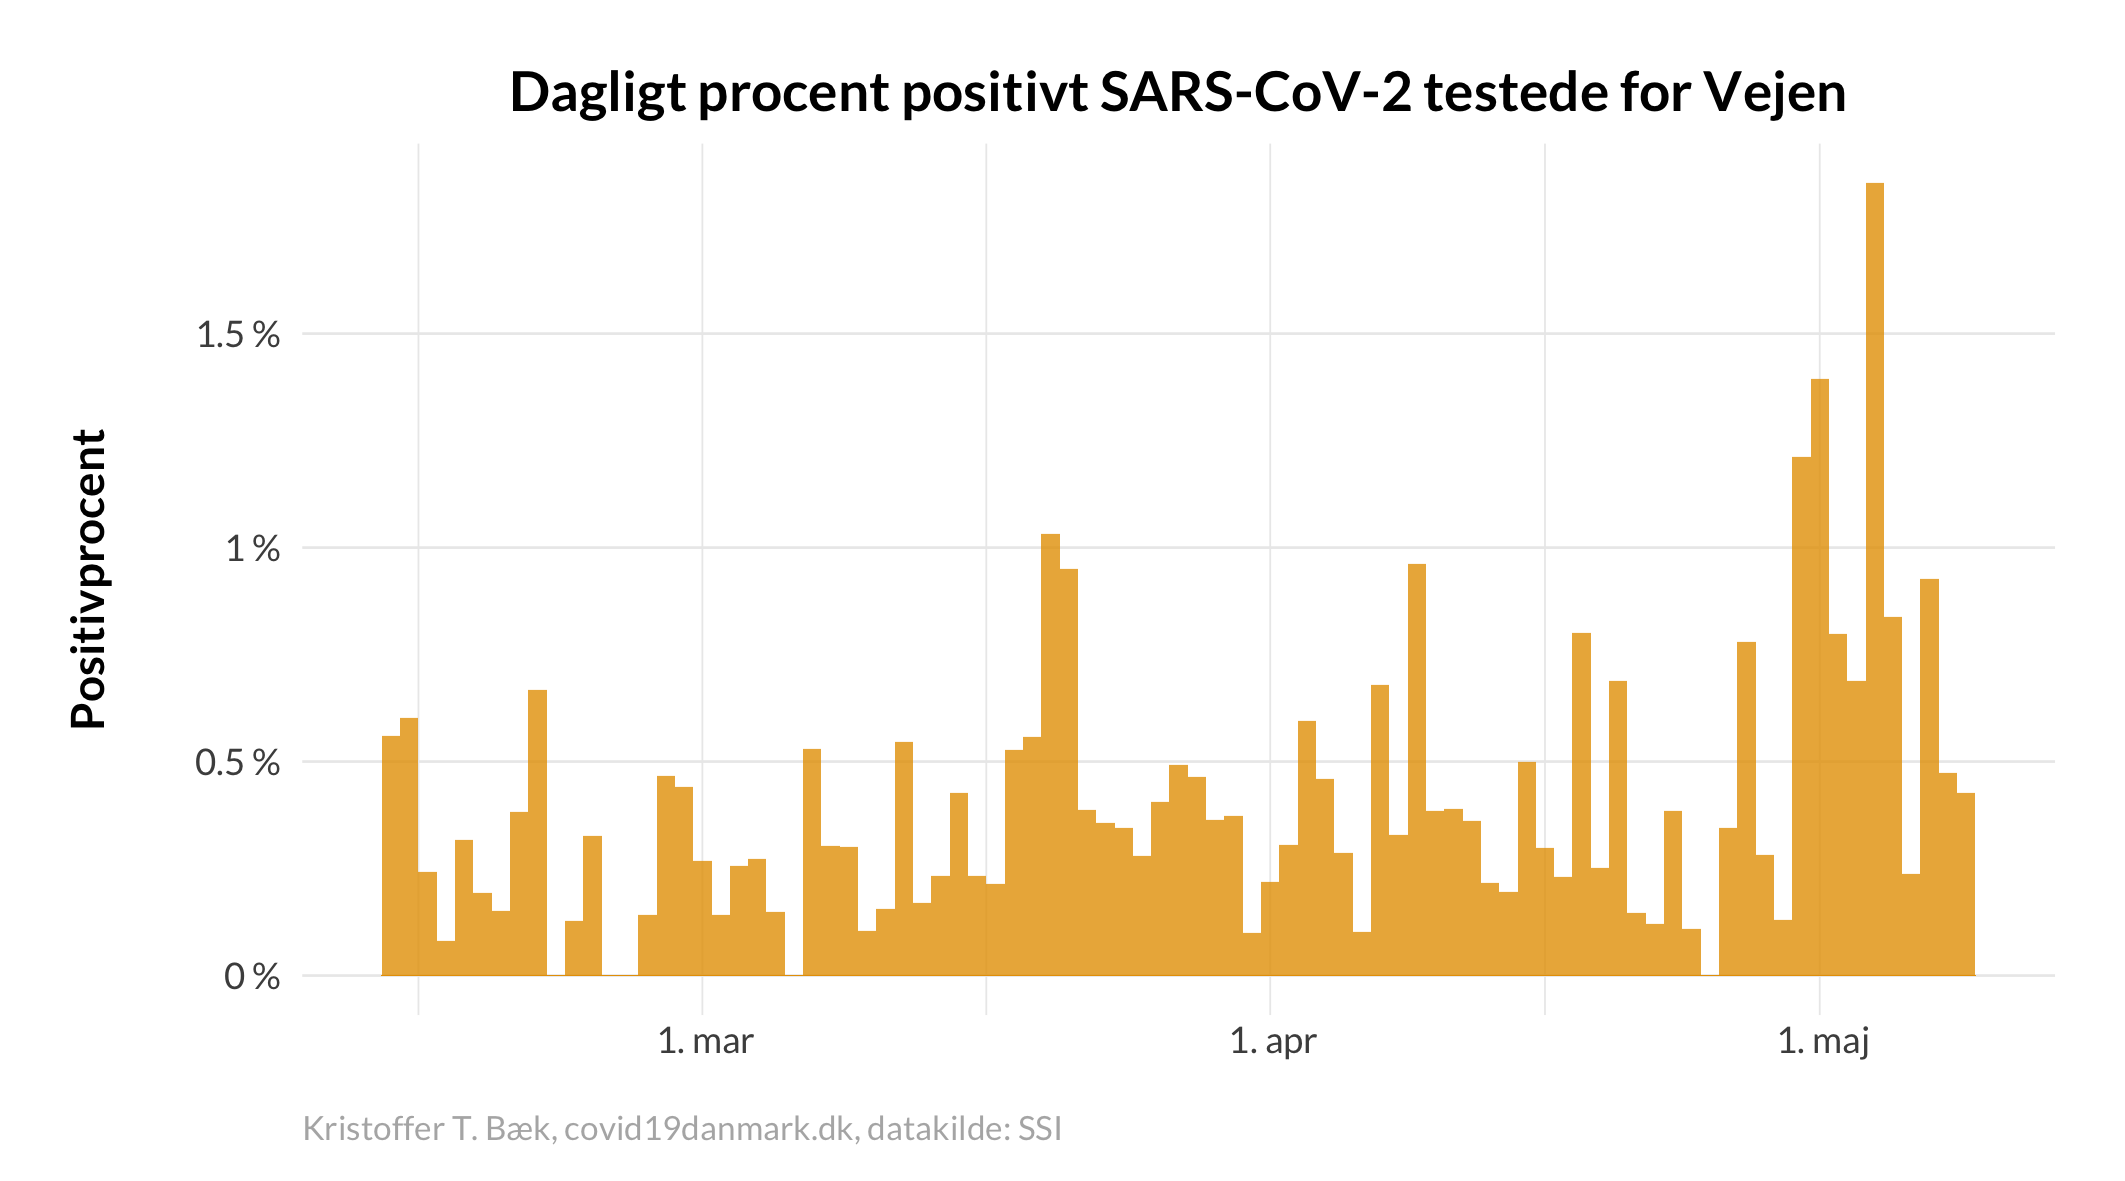 Dagligt procent positivt SARS-CoV-2 testede for Vejen
Positivprocent
1.5 %
1 %
0.5 %
0 %
1. mar
1. apr
1. maj
Kristoffer T. Bæk, covid19danmark.dk, datakilde: SSI